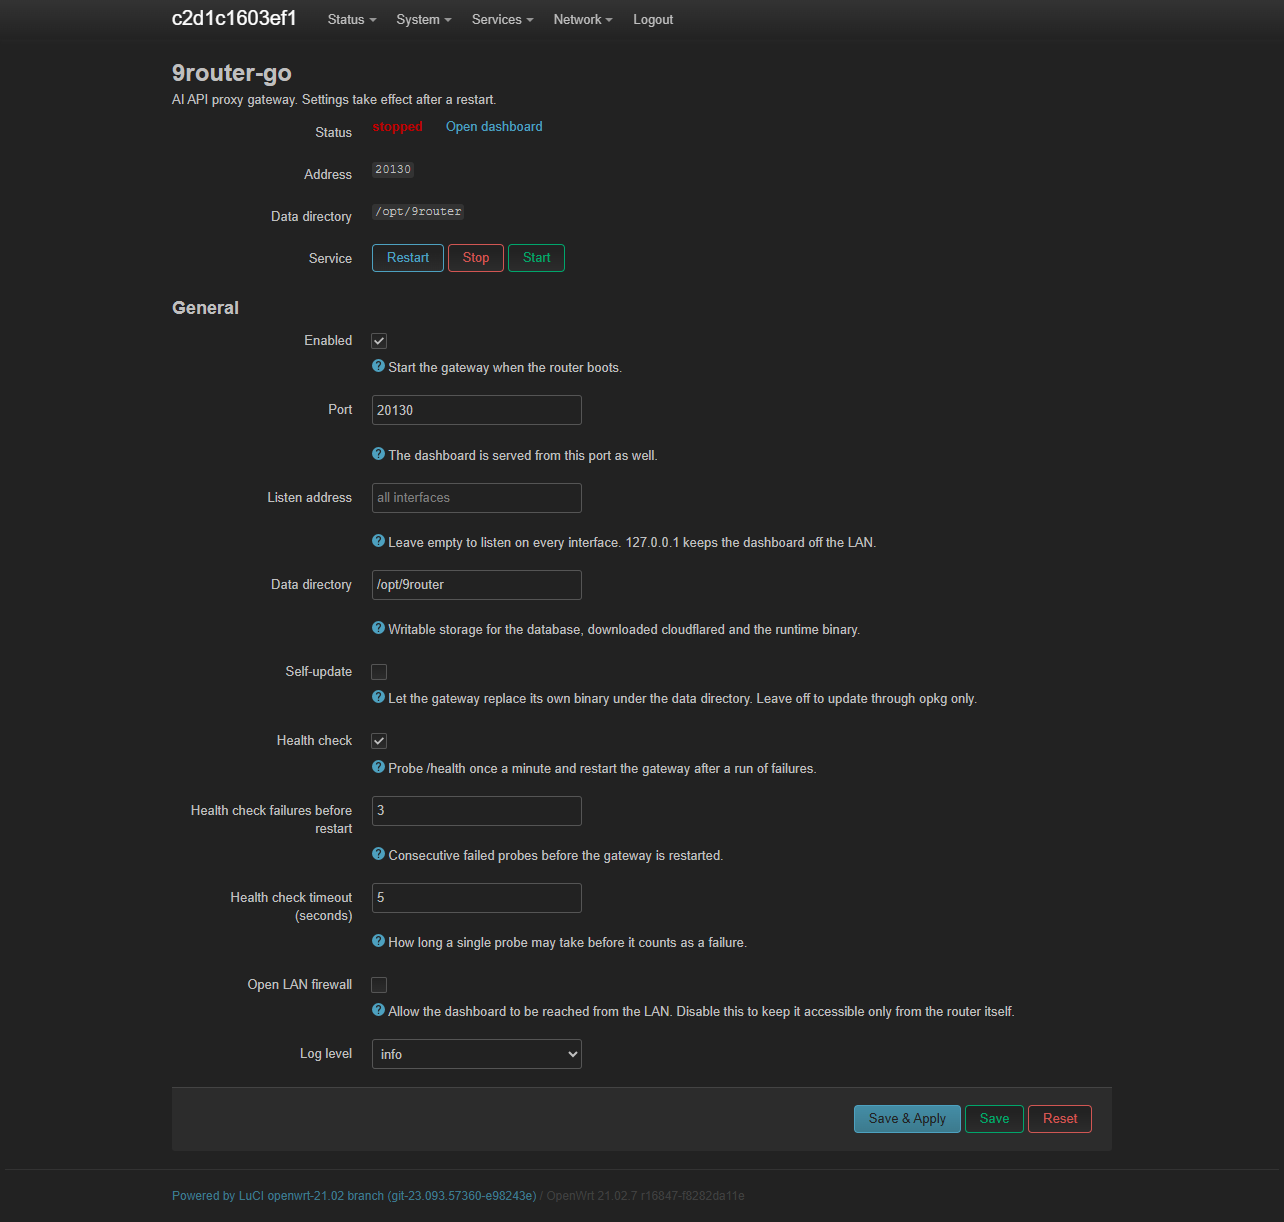 c2d1c1603ef1 Status System Services Network Logout
9router-go
AI API proxy gateway. Settings take effect after a restart.
Status stopped Open dashboard
Address 20130
Data directory /opt/9router
Service Restart Stop Start
General
Enabled
Start the gateway when the router boots.
Port 20130
The dashboard is served from this port as well.
Listen address all interfaces
Leave empty to listen on every interface. 127.0.0.1 keeps the dashboard off the LAN.
Data directory /opt/9router
Writable storage for the database, downloaded cloudflared and the runtime binary.
Self-update
Let the gateway replace its own binary under the data directory. Leave off to update through opkg only.
Health check
Probe /health once a minute and restart the gateway after a run of failures.
Health check failures before
restart
3
Consecutive failed probes before the gateway is restarted.
Health check timeout
(seconds)
5
How long a single probe may take before it counts as a failure.
Open LAN firewall
Allow the dashboard to be reached from the LAN. Disable this to keep it accessible only from the router itself.
Log level info
Save & Apply Save Reset
Powered by LuCI openwrt-21.02 branch (git-23.093.57360-e98243e) / OpenWrt 21.02.7 r16847-f8282da11e